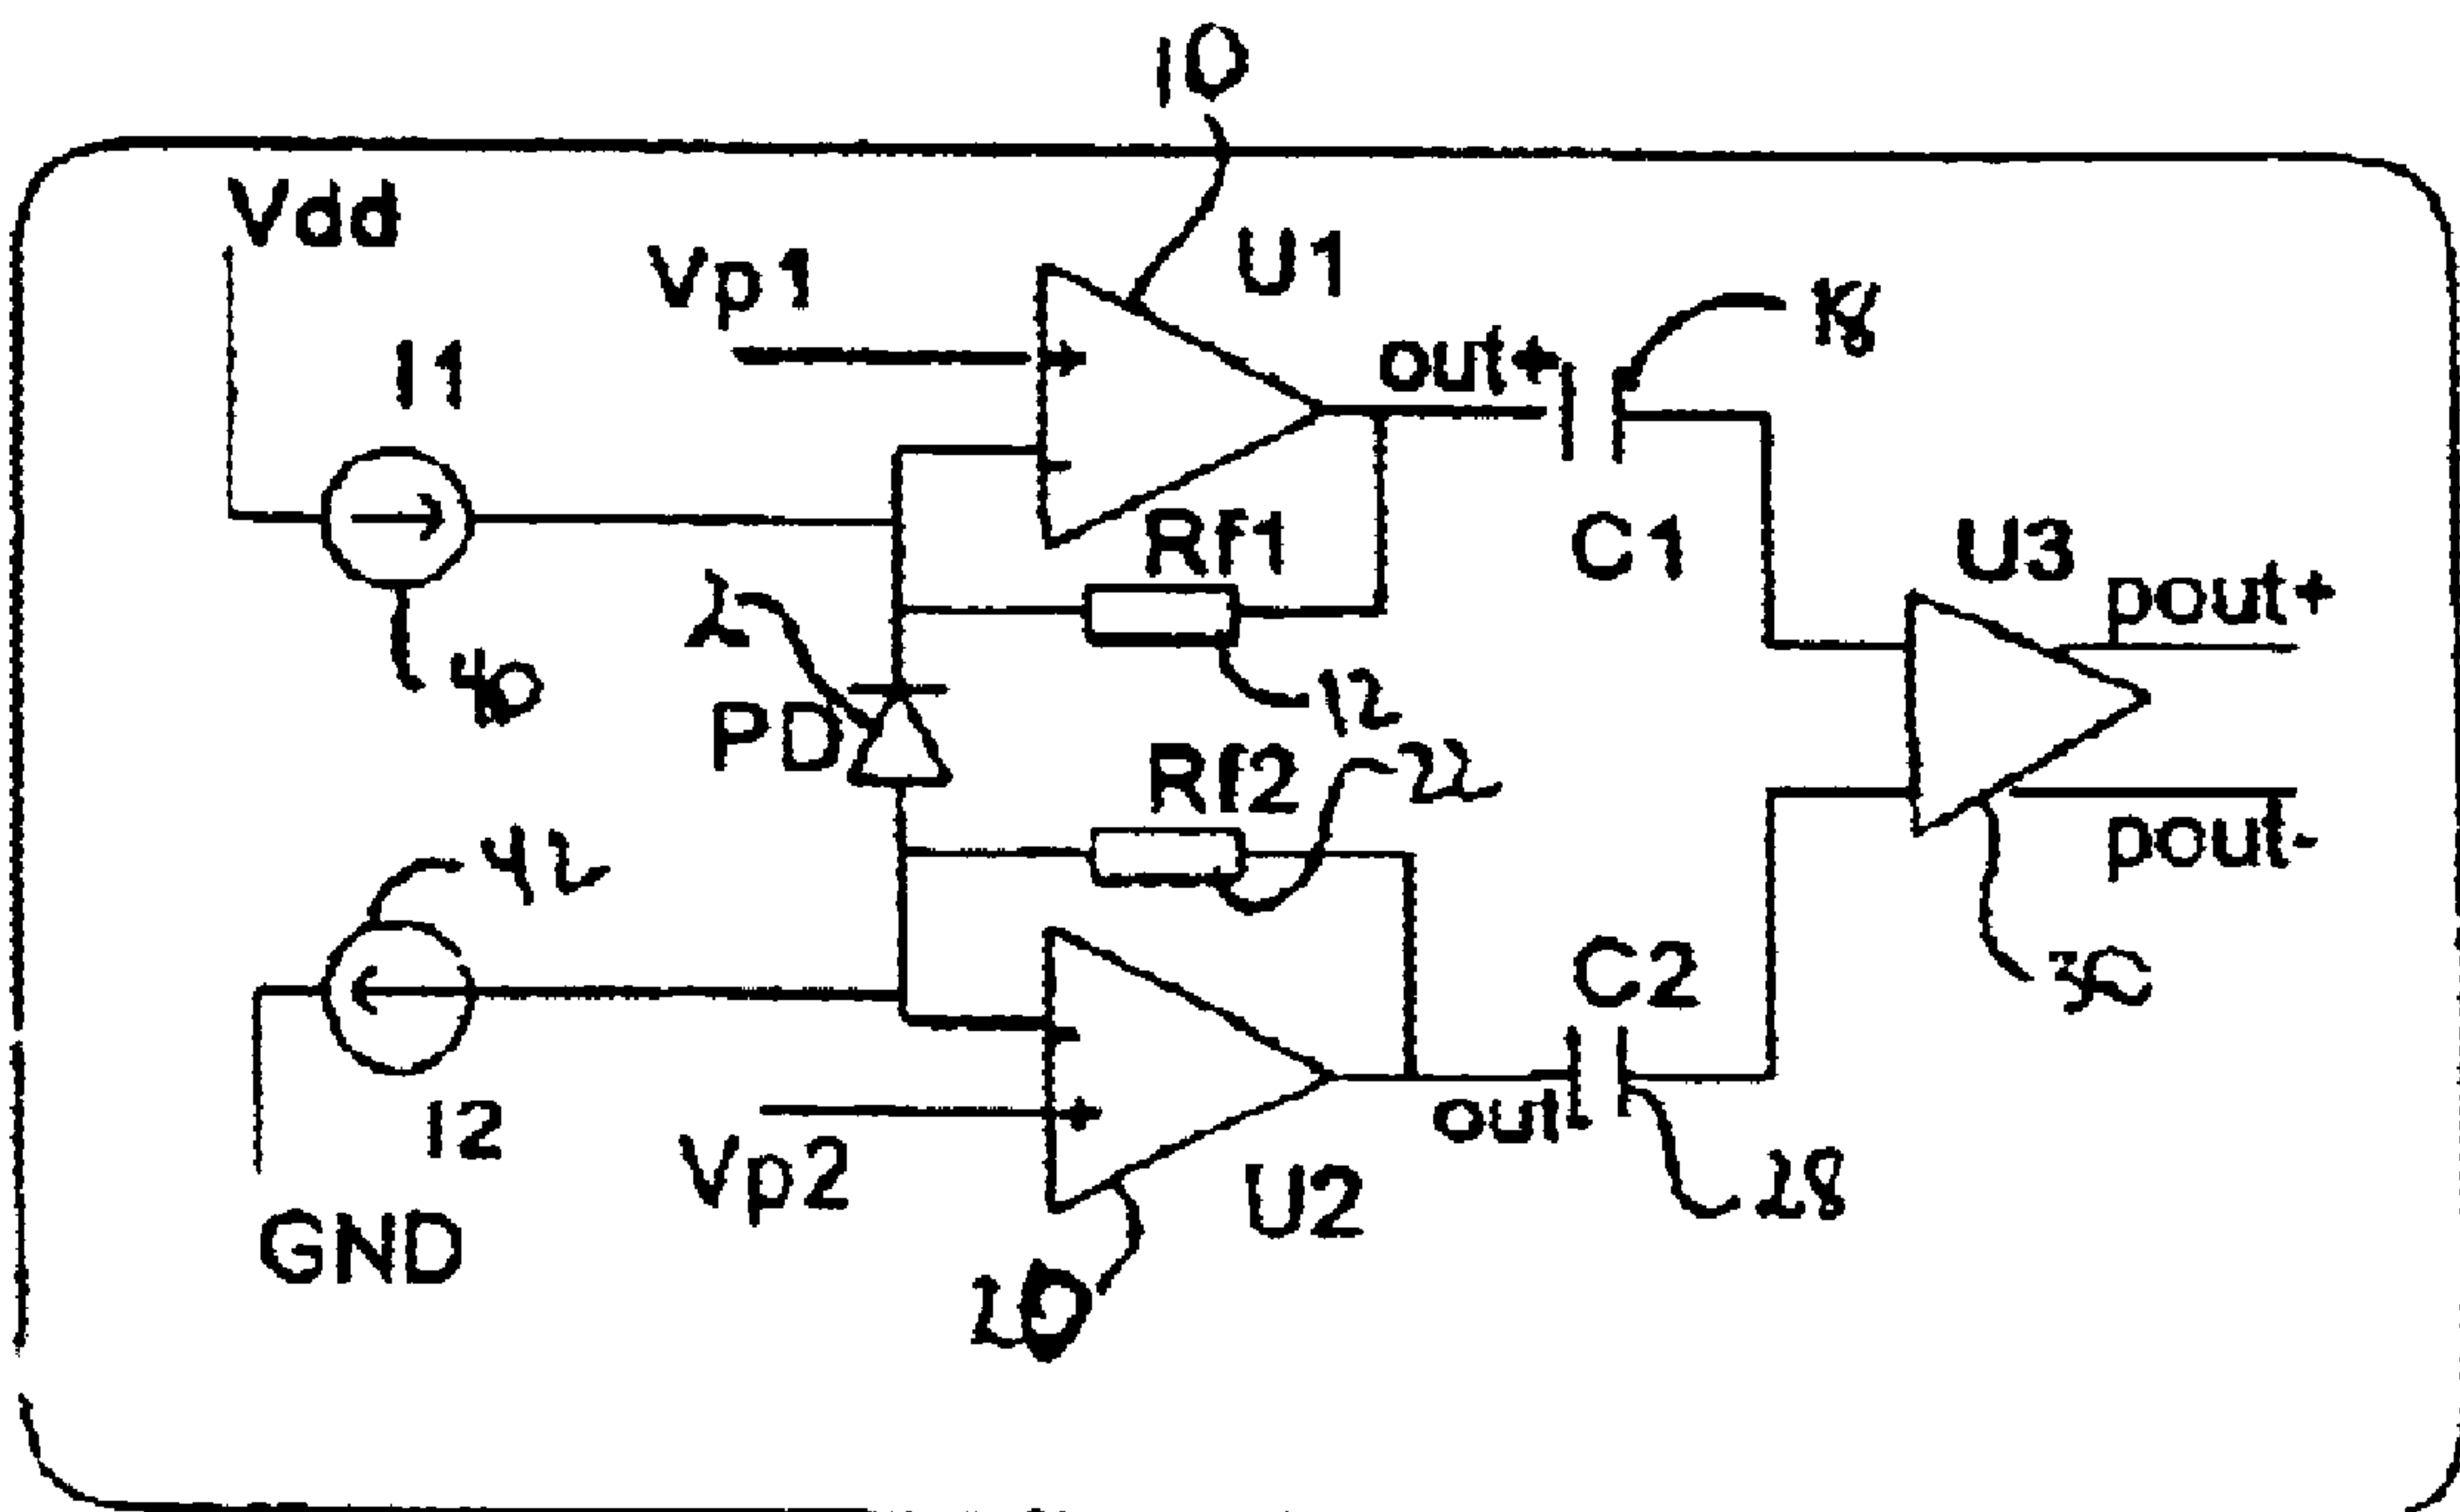 10
Vdd
Vp1
U1
18
I1
out+
Rf1
C1
U3
pout+
2
40
PD
12
Rf2
22
pout-
42
C2
36
I2
out-
Vp2
U2
28
GND
20